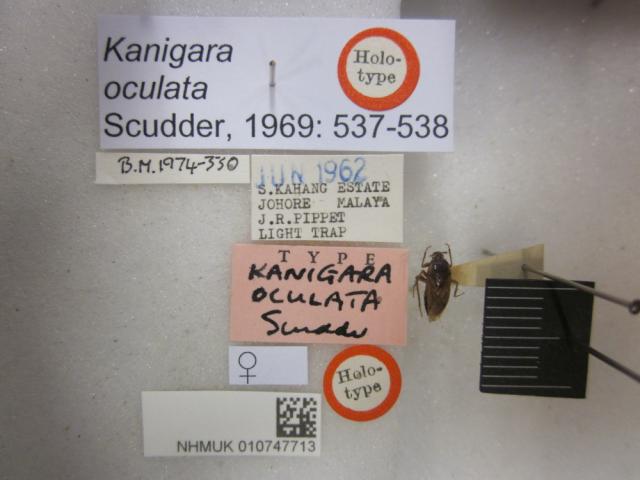 Kanigara
oculata
Scudder, 1969: 537-538
Holo-
type
B.M.1974-330
JUN 1962
S.KAHANG ESTATE
JOHORE MALAYA
J.R.PIPPET
LIGHT TRAP
TYPE
KANIGARA
OCULATA
Scudder
♀
Holo-
type
NHMUK 010747713